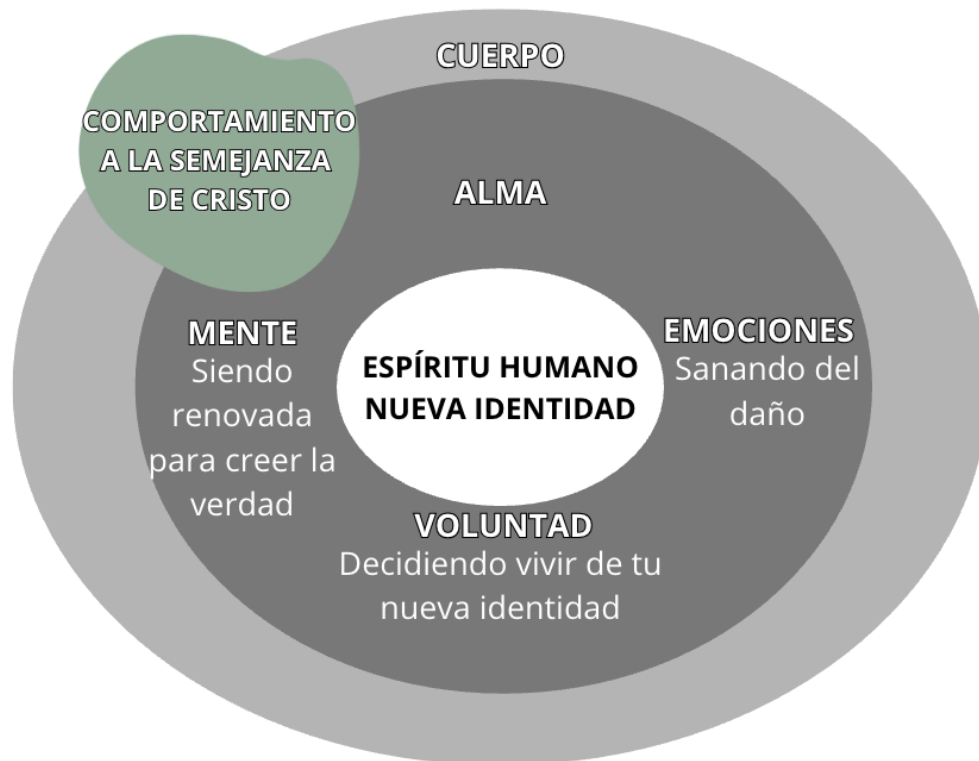 CUERPO
COMPORTAMIENTO
A LA SEMEJANZA
DE CRISTO
ALMA
MENTE
Siendo
renovada
para creer la
verdad
ESPÍRITU HUMANO
NUEVA IDENTIDAD
EMOCIONES
Sanando del
daño
VOLUNTAD
Decidiendo vivir de tu
nueva identidad